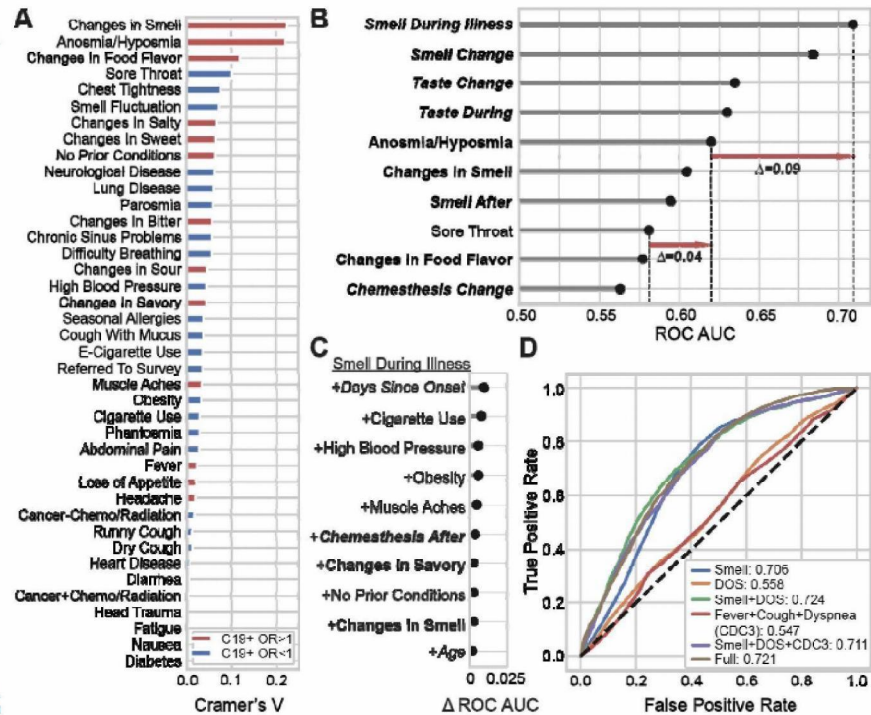 A
Changes in Smell
Anosmia/Hyposmia
Changes In Food Flavor
Sore Throat
Chest Tightness
Smell Fluctuation
Changes In Salty
Changes In Sweet
No Prior Conditions
Neurological Disease
Lung Disease
Parosmia
Changes In Bitter
Chronic Sinus Problems
Difficulty Breathing
Changes in Sour
High Blood Pressure
Changes In Savory
Seasonal Allergies
Cough With Mucus
E-Cigarette Use
Referred To Survey
Muscle Aches
Obesity
Cigarette Use
Phantosmia
Abdominal Pain
Fever
Loss of Appetite
Headache
Cancer-Chemo/Radiation
Runny Cough
Dry Cough
Heart Disease
Diarrhea
Cancer+Chemo/Radiation
Head Trauma
Fatigue
Nausea
Diabetes
C19+ OR>1
C19+ OR<1
0.0 0.1 0.2
Cramer's V
B
Smell During Illness
Smell Change
Taste Change
Taste During
Anosmia/Hyposmia
Changes in Smell
Smell After
Sore Throat
Changes In Food Flavor
Chemesthesis Change
Δ=0.09
Δ=0.04
0.50 0.55 0.60 0.65 0.70
ROC AUC
C
Smell During Illness
+Days Since Onset
+Cigarette Use
+High Blood Pressure
+Obesity
+Muscle Aches
+Chemesthesis After
+Changes In Savory
+No Prior Conditions
+Changes In Smell
+Age
0 0.025
Δ ROC AUC
D
True Positive Rate
1.0
0.8
0.6
0.4
0.2
0.0
Smell: 0.706
DOS: 0.558
Smell+DOS: 0.724
Fever+Cough+Dyspnea
(CDC3): 0.547
Smell+DOS+CDC3: 0.711
Full: 0.721
0.0 0.2 0.4 0.6 0.8 1.0
False Positive Rate